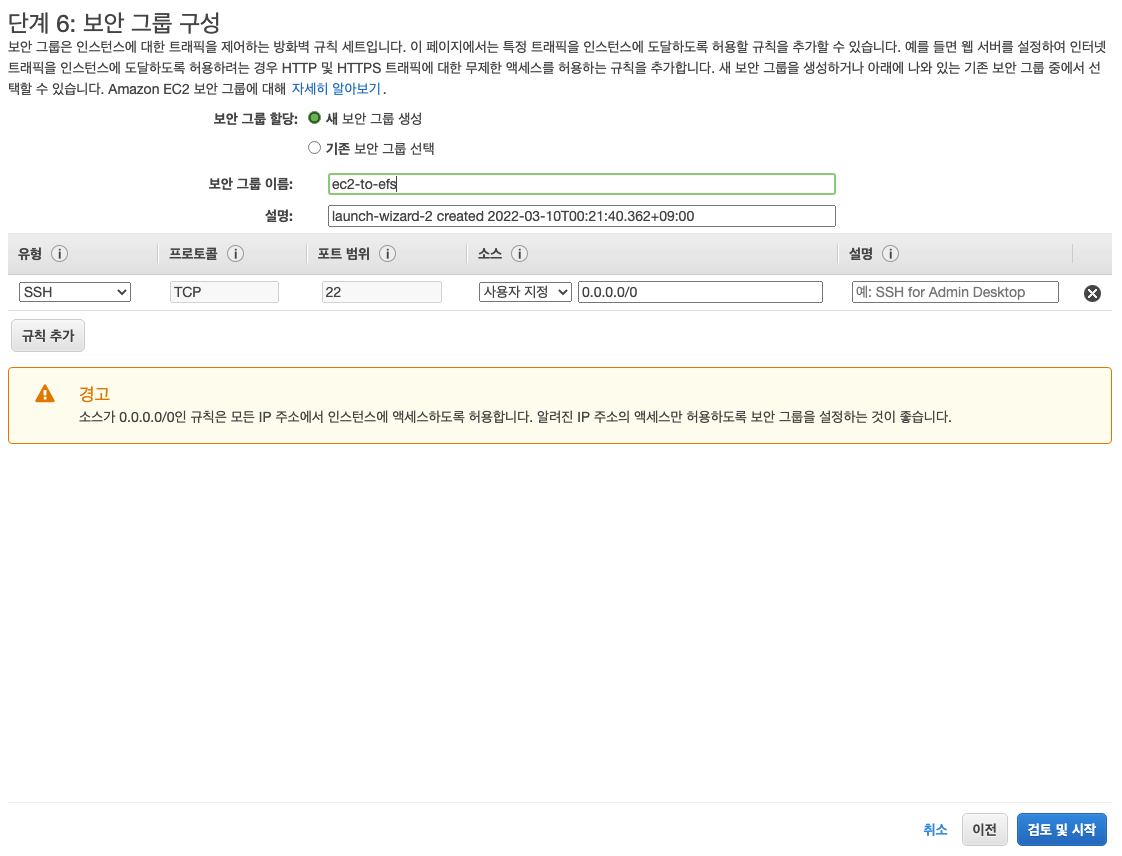 단계 6: 보안 그룹 구성
보안 그룹은 인스턴스에 대한 트래픽을 제어하는 방화벽 규칙 세트입니다. 이 페이지에서는 특정 트래픽을 인스턴스에 도달하도록 허용할 규칙을 추가할 수 있습니다. 예를 들면 웹 서버를 설정하여 인터넷
트래픽을 인스턴스에 도달하도록 허용하려는 경우 HTTP 및 HTTPS 트래픽에 대한 무제한 액세스를 허용하는 규칙을 추가합니다. 새 보안 그룹을 생성하거나 아래에 나와 있는 기존 보안 그룹 중에서 선
택할 수 있습니다. Amazon EC2 보안 그룹에 대해 자세히 알아보기.
보안 그룹 할당: 새 보안 그룹 생성
기존 보안 그룹 선택
보안 그룹 이름: ec2-to-efs
설명: launch-wizard-2 created 2022-03-10T00:21:40.362+09:00
유형 프로토콜 포트 범위 소스 설명
SSH TCP 22 사용자 지정 0.0.0.0/0 예: SSH for Admin Desktop
규칙 추가
경고
소스가 0.0.0.0/0인 규칙은 모든 IP 주소에서 인스턴스에 액세스하도록 허용합니다. 알려진 IP 주소의 액세스만 허용하도록 보안 그룹을 설정하는 것이 좋습니다.
취소 이전 검토 및 시작